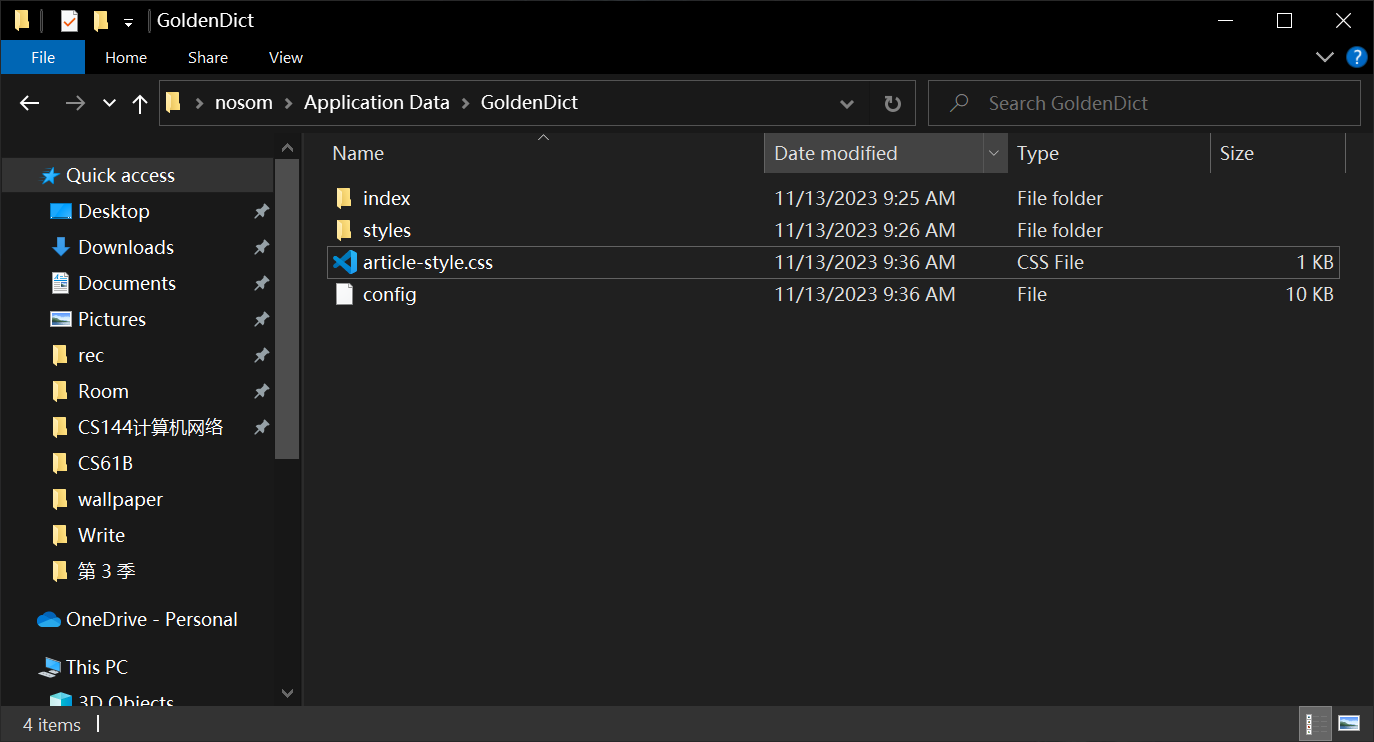 GoldenDict
File Home Share View
nosom Application Data GoldenDict
Search GoldenDict
Name Date modified Type Size
Quick access
Desktop
Downloads
Documents
Pictures
rec
Room
CS144计算机网络
CS61B
wallpaper
Write
第 3 季
OneDrive - Personal
This PC
3D Objects
index 11/13/2023 9:25 AM File folder
styles 11/13/2023 9:26 AM File folder
article-style.css 11/13/2023 9:36 AM CSS File 1 KB
config 11/13/2023 9:36 AM File 10 KB
4 items